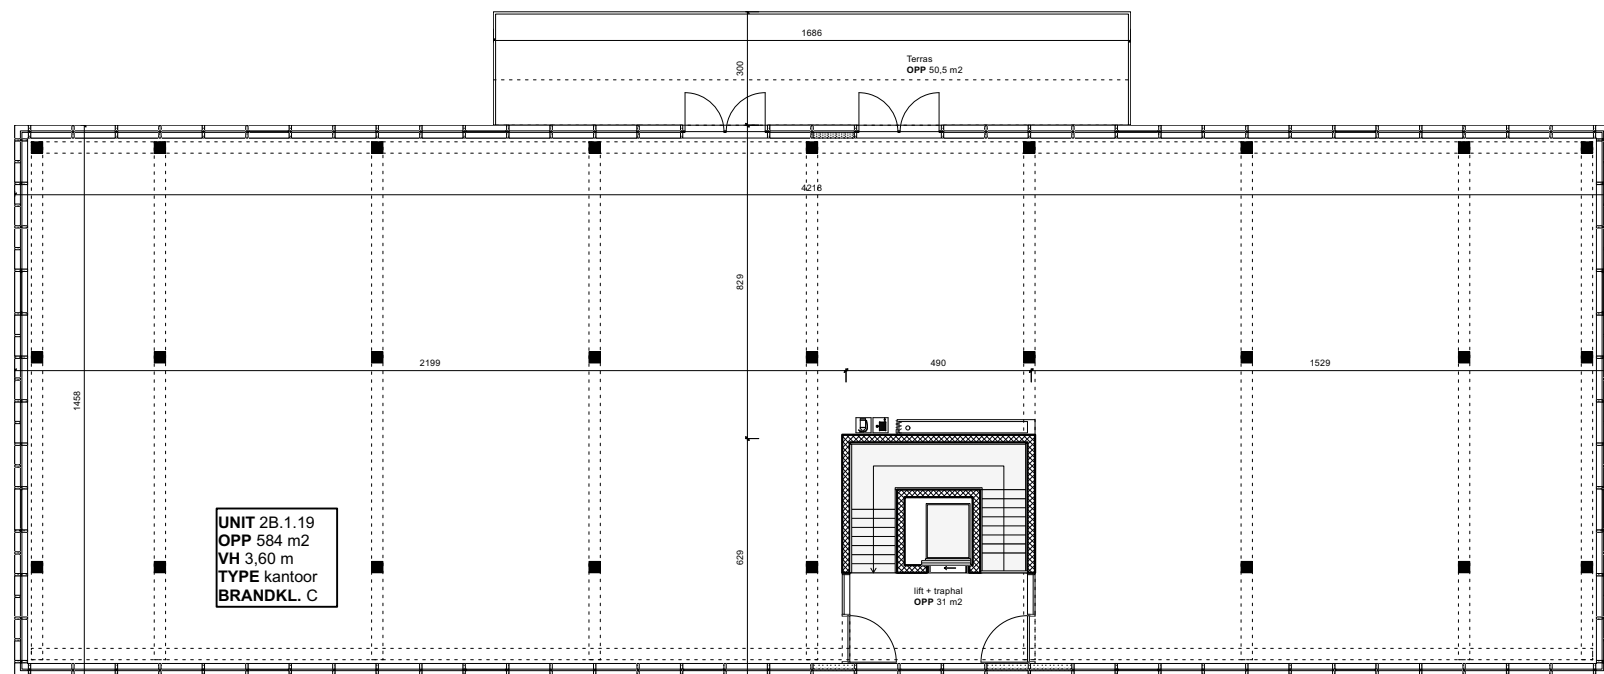 1686
Terras
OPP 50,5 m2
300
4218
829
2199
490
1529
1458
UNIT 2B.1.19
OPP 584 m2
VH 3,60 m
TYPE kantoor
BRANDKL. C
629
lift + traphal
OPP 31 m2